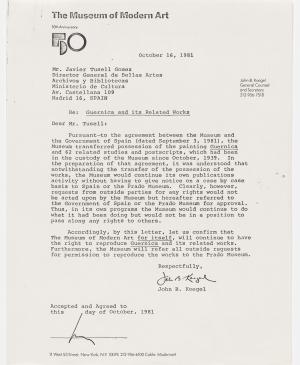 The Museum of Modern Art
50th Anniversary
October 16, 1981
Mr. Javier Tusell Gomez
Director General de Bellas Artes
Archivos y Bibliotecas
Ministerio de Cultura
Av. Castellana 109
Madrid 16, SPAIN
John B. Koegel
General Counsel
and Secretary
212-956-7518
Re: Guernica and its Related Works
Dear Mr. Tusell:
Pursuant to the agreement between the Museum and
the Government of Spain (dated September 3, 1981), the
Museum transferred possession of the painting Guernica
and 62 related studies and postscripts, which had been
in the custody of the Museum since October, 1939. In
the preparation of that agreement, it was understood that
notwithstanding the transfer of the possession of the
works, the Museum would continue its own publications
activity without having to give notice on a case by case
basis to Spain or the Prado Museum. Clearly, however,
requests from outside parties for any rights would not
be acted upon by the Museum but hereafter referred to
the Government of Spain or the Prado Museum for approval.
Thus, in its own programs the Museum would continue to do
what it had been doing but would not be in a position to
pass along any rights to others.
Accordingly, by this letter, let us confirm that
The Museum of Modern Art for itself, will continue to have
the right to reproduce Guernica and its related works.
Furthermore, the Museum will refer all outside requests
for permission to reproduce the works to the Prado Museum.
Respectfully,
John B. Koegel
John B. Koegel
Accepted and Agreed to
this day of October, 1981
11 West 53 Street, New York, N.Y. 10019, 212-956-6100 Cable: Modernart